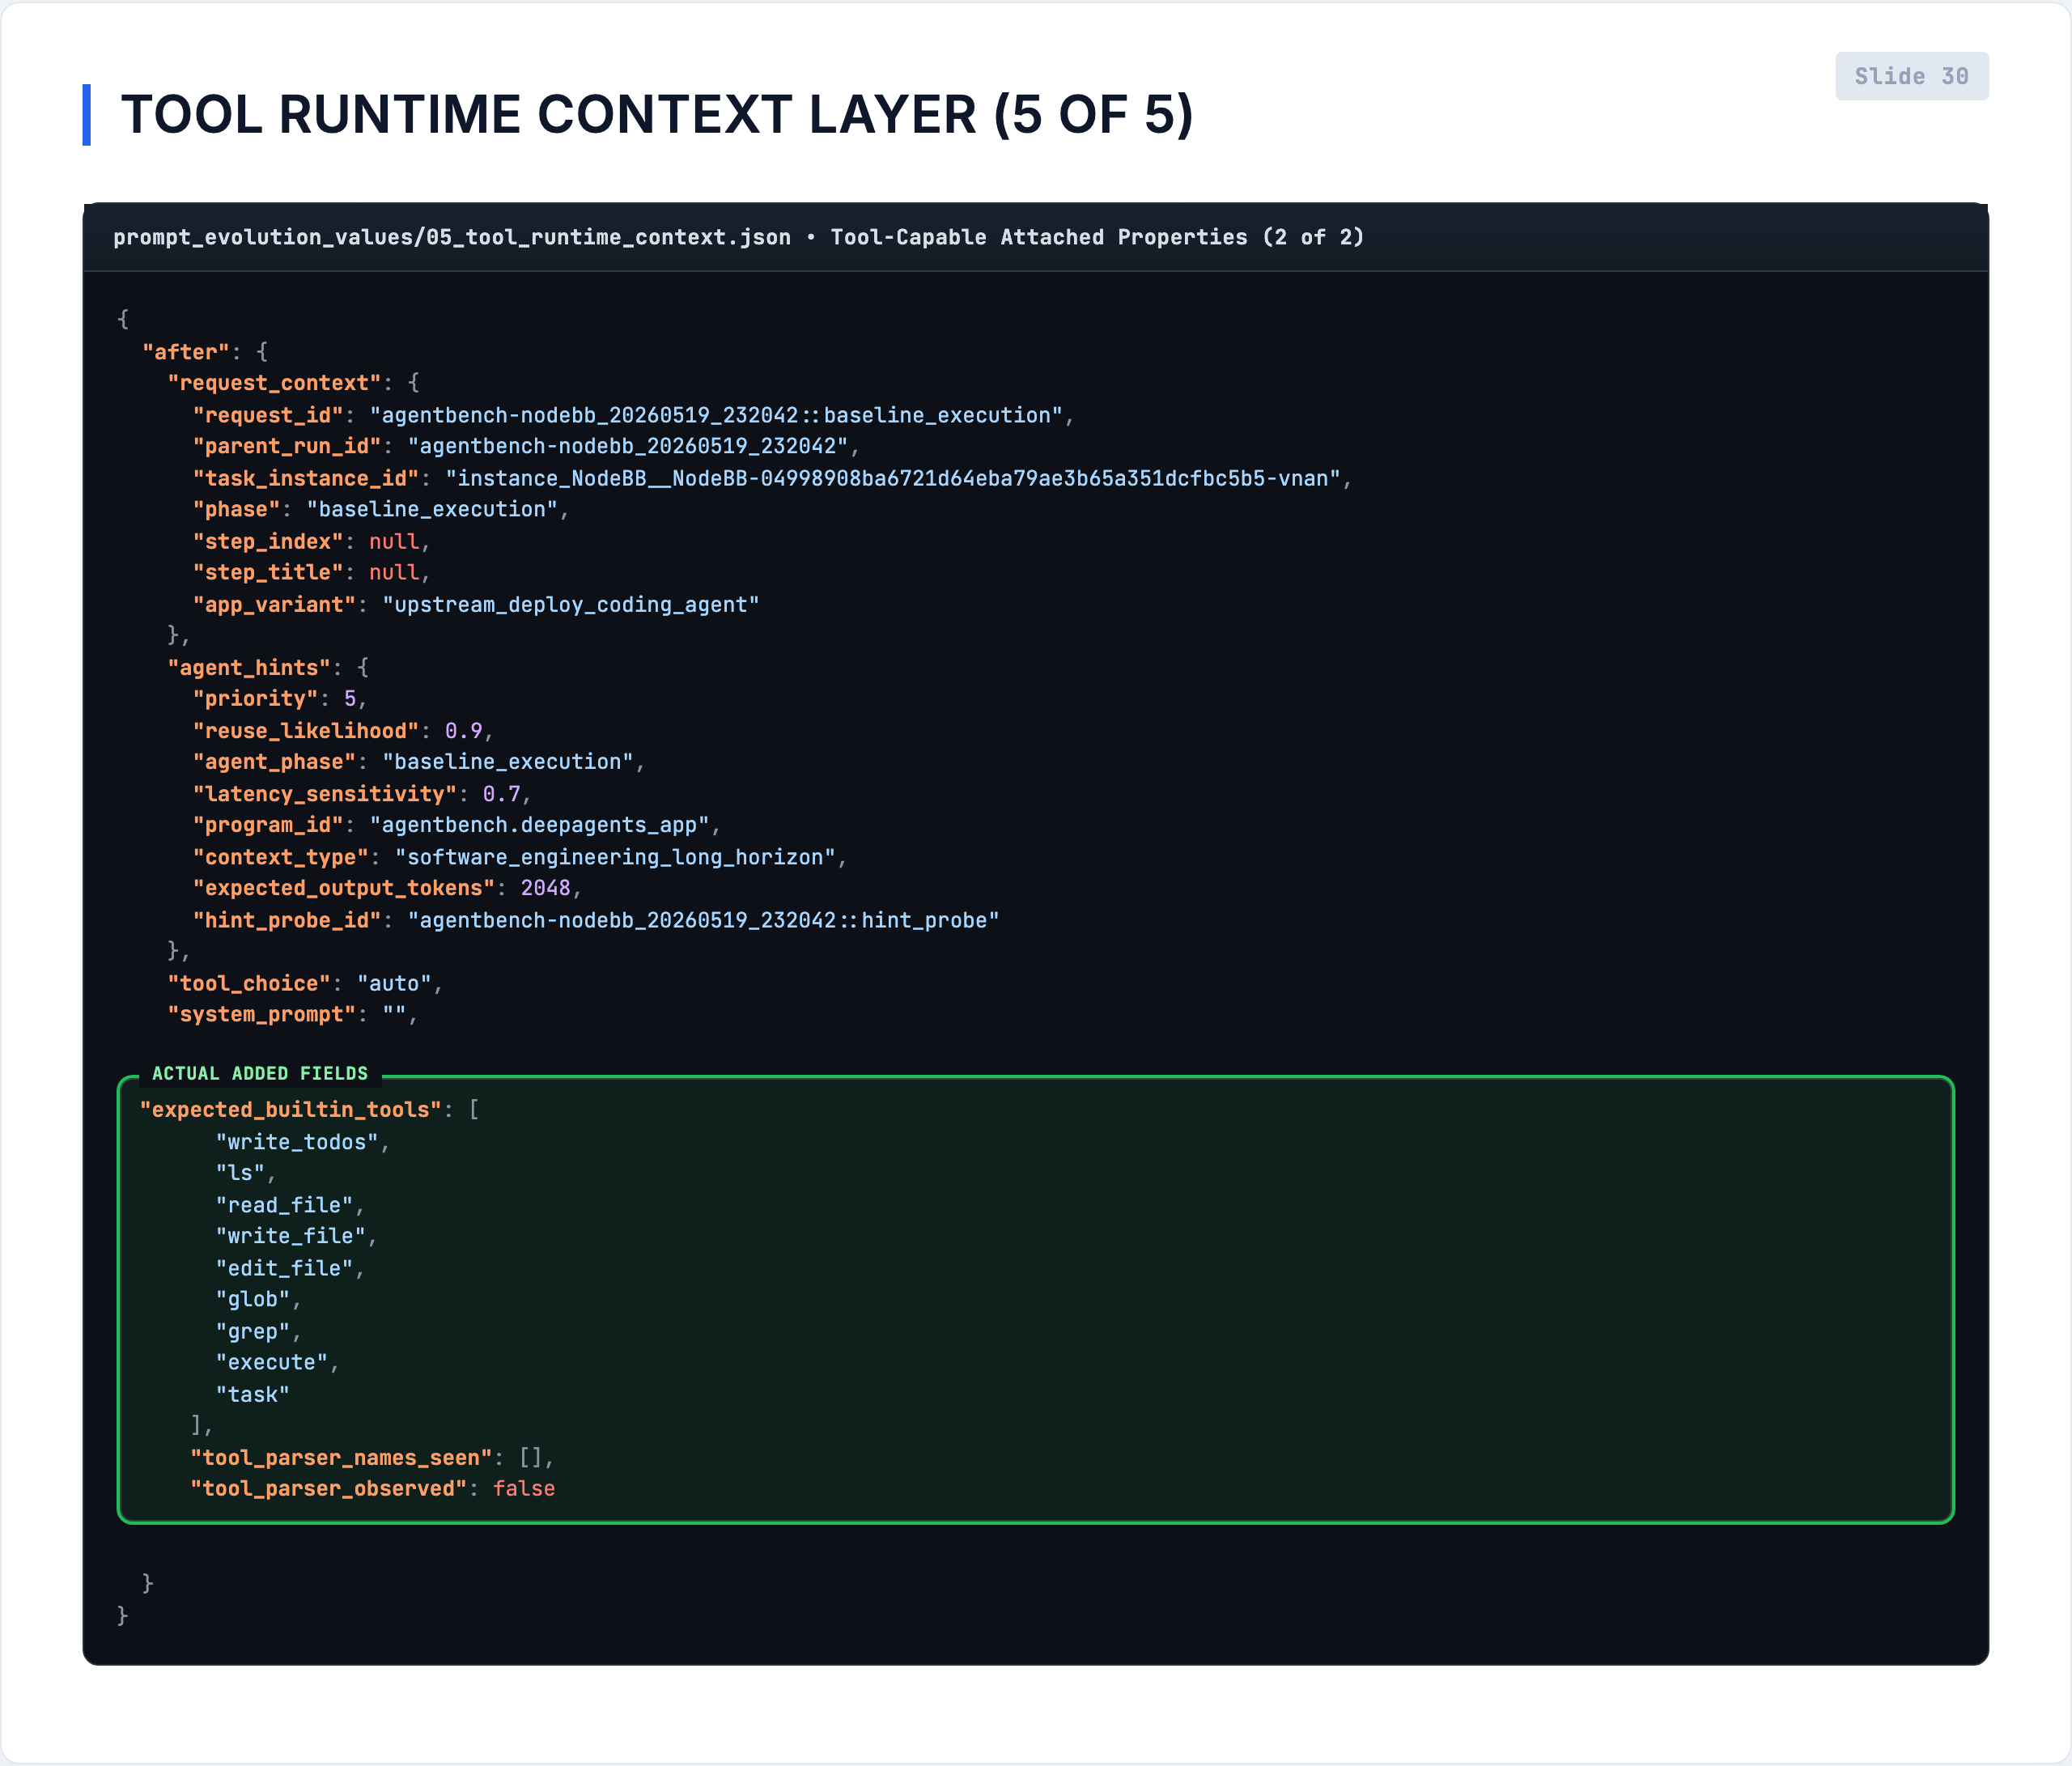 Slide 30
TOOL RUNTIME CONTEXT LAYER (5 OF 5)
prompt_evolution_values/05_tool_runtime_context.json • Tool-Capable Attached Properties (2 of 2)
{
  "after": {
    "request_context": {
      "request_id": "agentbench-nodebb_20260519_232042::baseline_execution",
      "parent_run_id": "agentbench-nodebb_20260519_232042",
      "task_instance_id": "instance_NodeBB__NodeBB-04998908ba6721d64eba79ae3b65a351dcfbc5b5-vnan",
      "phase": "baseline_execution",
      "step_index": null,
      "step_title": null,
      "app_variant": "upstream_deploy_coding_agent"
    },
    "agent_hints": {
      "priority": 5,
      "reuse_likelihood": 0.9,
      "agent_phase": "baseline_execution",
      "latency_sensitivity": 0.7,
      "program_id": "agentbench.deepagents_app",
      "context_type": "software_engineering_long_horizon",
      "expected_output_tokens": 2048,
      "hint_probe_id": "agentbench-nodebb_20260519_232042::hint_probe"
    },
    "tool_choice": "auto",
    "system_prompt": "",
ACTUAL ADDED FIELDS
"expected_builtin_tools": [
      "write_todos",
      "ls",
      "read_file",
      "write_file",
      "edit_file",
      "glob",
      "grep",
      "execute",
      "task"
    ],
    "tool_parser_names_seen": [],
    "tool_parser_observed": false
  }
}